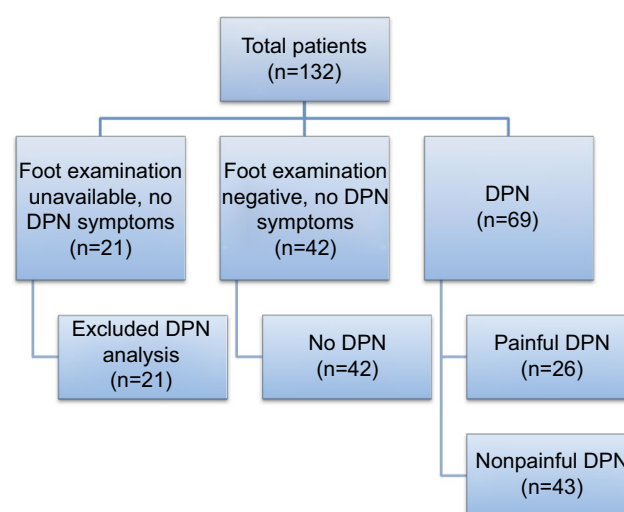 Total patients
(n=132)
Foot examination
unavailable, no
DPN symptoms
(n=21)
Foot examination
negative, no DPN
symptoms
(n=42)
DPN
(n=69)
Excluded DPN
analysis
(n=21)
No DPN
(n=42)
Painful DPN
(n=26)
Nonpainful DPN
(n=43)